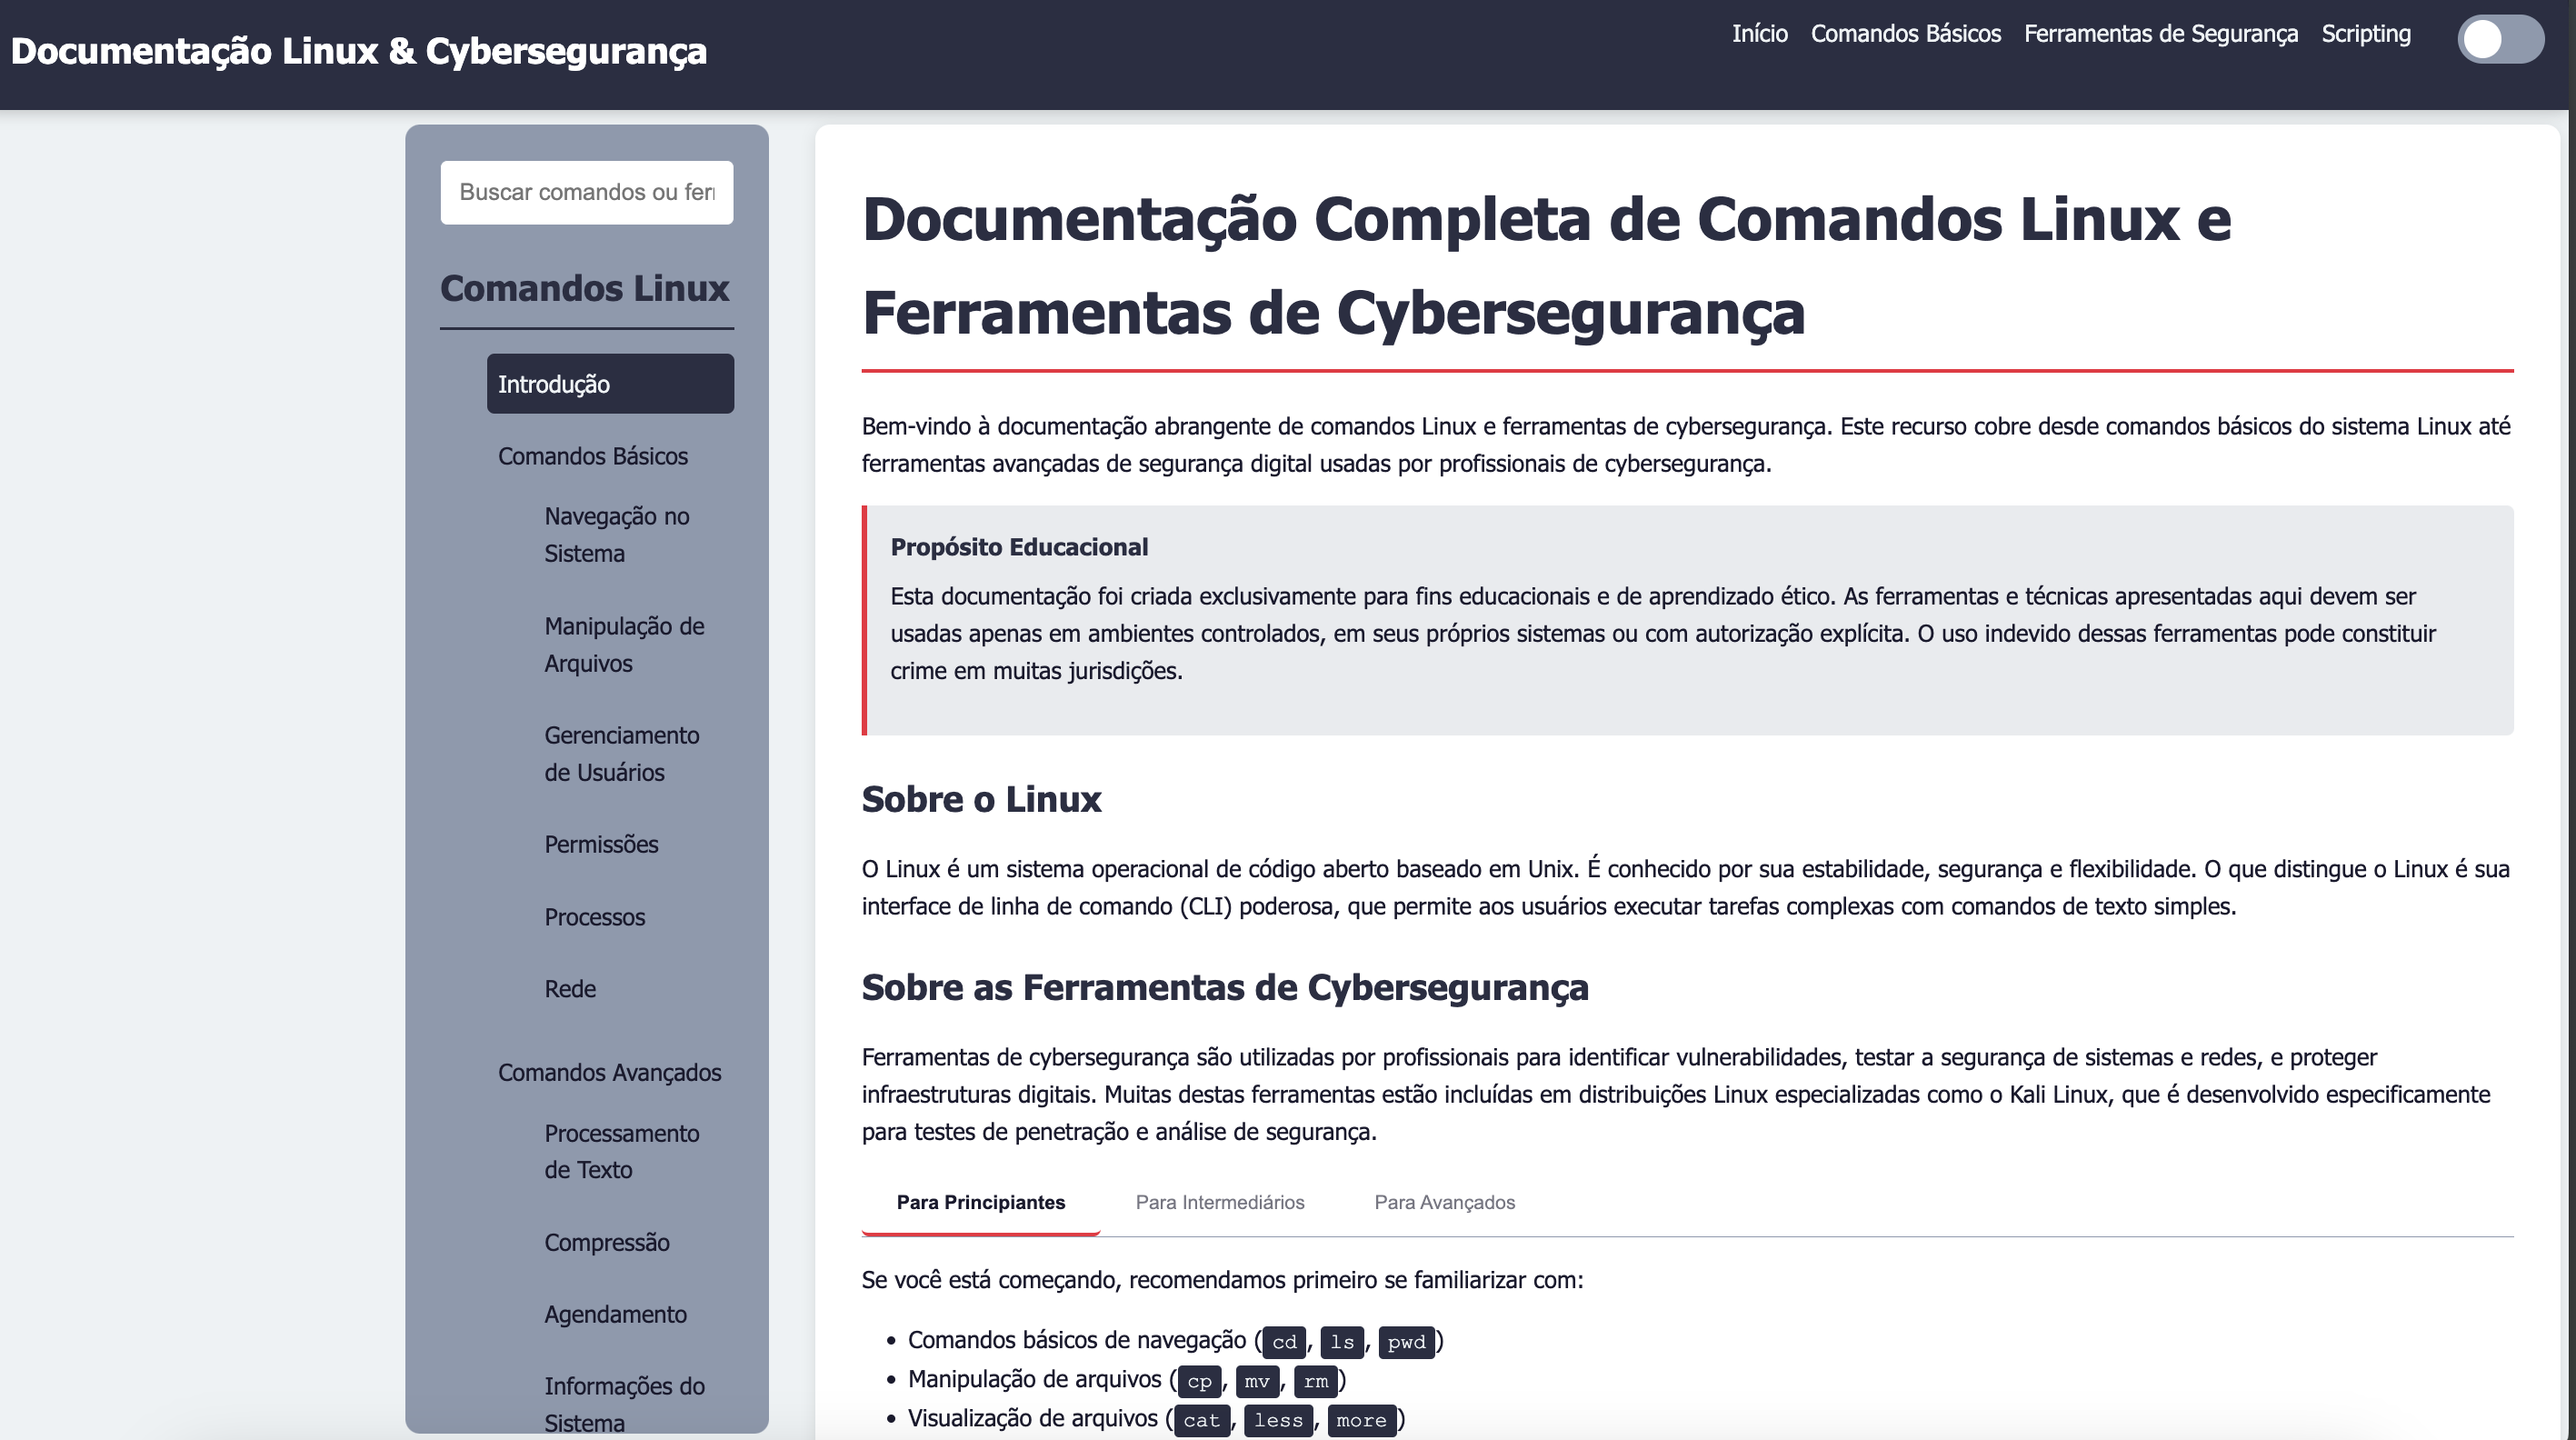 Documentação Linux & Cybersegurança
Início Comandos Básicos Ferramentas de Segurança Scripting
Buscar comandos ou
Comandos Linux
Introdução
Comandos Básicos
Navegação no
Sistema
Manipulação de
Arquivos
Gerenciamento
de Usuários
Permissões
Processos
Rede
Comandos Avançados
Processamento
de Texto
Compressão
Agendamento
Informações do
Sistema
Documentação Completa de Comandos Linux e
Ferramentas de Cybersegurança
Bem-vindo à documentação abrangente de comandos Linux e ferramentas de cybersegurança. Este recurso cobre desde comandos básicos do sistema Linux até
ferramentas avançadas de segurança digital usadas por profissionais de cybersegurança.
Propósito Educacional
Esta documentação foi criada exclusivamente para fins educacionais e de aprendizado ético. As ferramentas e técnicas apresentadas aqui devem ser
usadas apenas em ambientes controlados, em seus próprios sistemas ou com autorização explícita. O uso indevido dessas ferramentas pode constituir
crime em muitas jurisdições.
Sobre o Linux
O Linux é um sistema operacional de código aberto baseado em Unix. É conhecido por sua estabilidade, segurança e flexibilidade. O que distingue o Linux é sua
interface de linha de comando (CLI) poderosa, que permite aos usuários executar tarefas complexas com comandos de texto simples.
Sobre as Ferramentas de Cybersegurança
Ferramentas de cybersegurança são utilizadas por profissionais para identificar vulnerabilidades, testar a segurança de sistemas e redes, e proteger
infraestruturas digitais. Muitas destas ferramentas estão incluídas em distribuições Linux especializadas como o Kali Linux, que é desenvolvido especificamente
para testes de penetração e análise de segurança.
Para Principiantes Para Intermediários Para Avançados
Se você está começando, recomendamos primeiro se familiarizar com:
• Comandos básicos de navegação (cd, ls, pwd)
• Manipulação de arquivos (cp, mv, rm)
• Visualização de arquivos (cat, less, more)